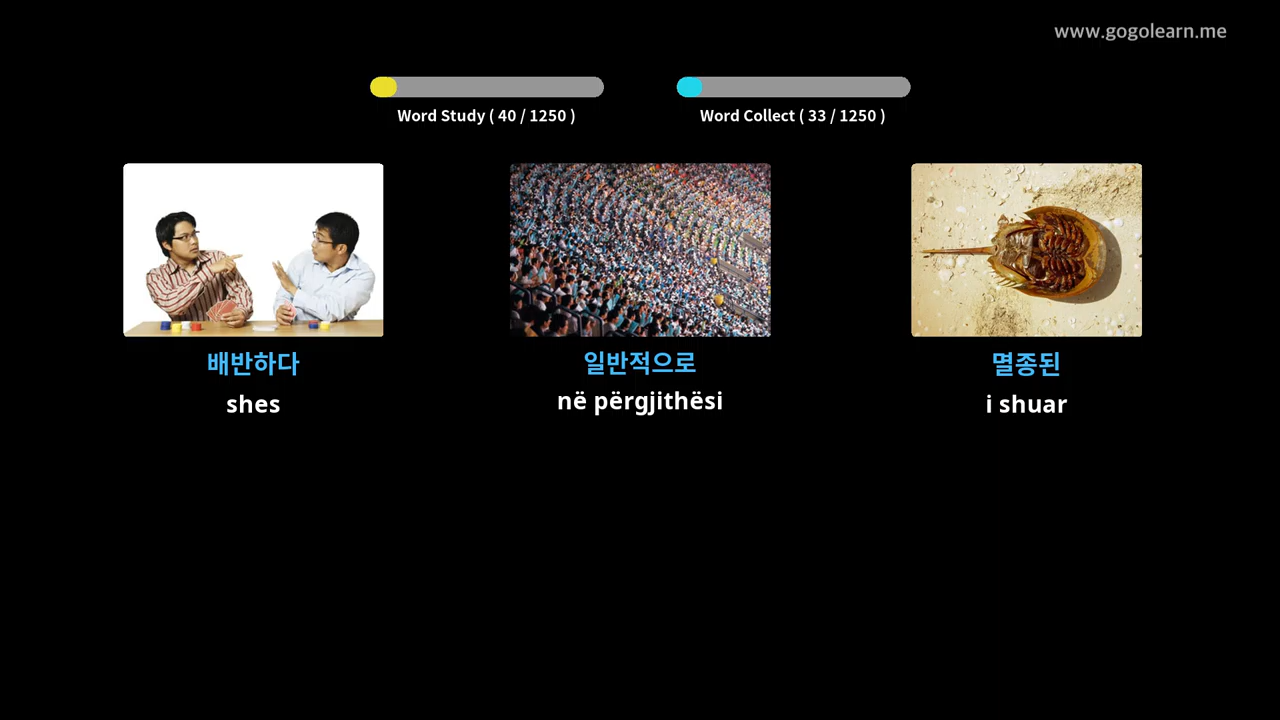 www.gogolearn.me
Word Study ( 40 / 1250 )
Word Collect ( 33 / 1250 )
배반하다
일반적으로
멸종된
shes
në përgjithësi
i shuar